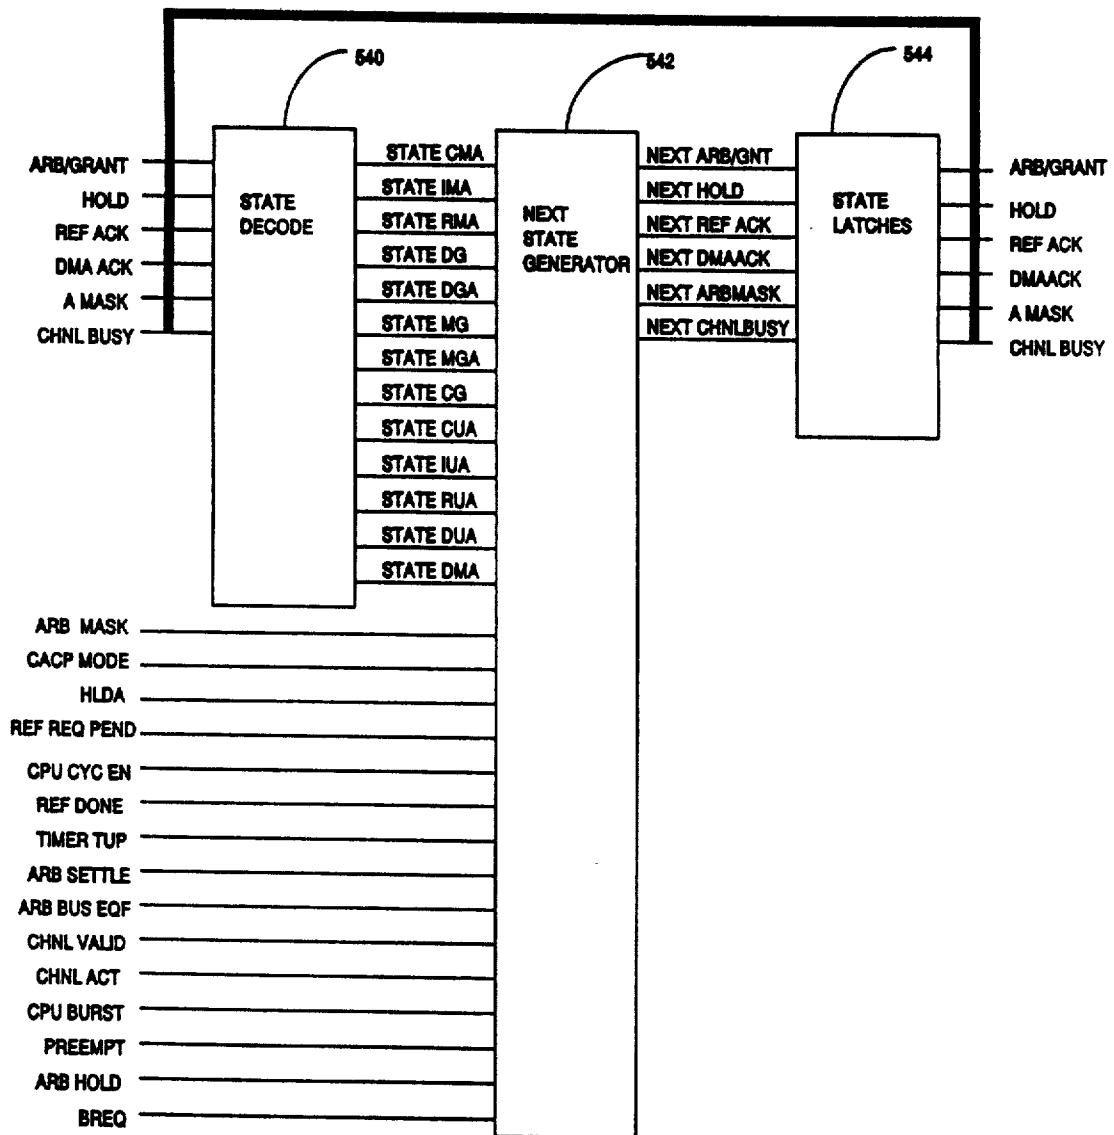 540
542
544
ARB/GRANT
HOLD
REF ACK
DMA ACK
A MASK
CHNL BUSY
STATE
DECODE
STATE CMA
STATE IMA
STATE RMA
STATE DG
STATE DGA
STATE MG
STATE MGA
STATE CG
STATE CUA
STATE IUA
STATE RUA
STATE DUA
STATE DMA
NEXT
STATE
GENERATOR
NEXT ARB/GNT
NEXT HOLD
NEXT REF ACK
NEXT DMAACK
NEXT ARBMASK
NEXT CHNLBUSY
STATE
LATCHES
ARB/GRANT
HOLD
REF ACK
DMAACK
A MASK
CHNL BUSY
ARB MASK
CACP MODE
HLDA
REF REQ PEND
CPU CYC EN
REF DONE
TIMER TUP
ARB SETTLE
ARB BUS EQF
CHNL VALID
CHNL ACT
CPU BURST
PREEMPT
ARB HOLD
BREQ